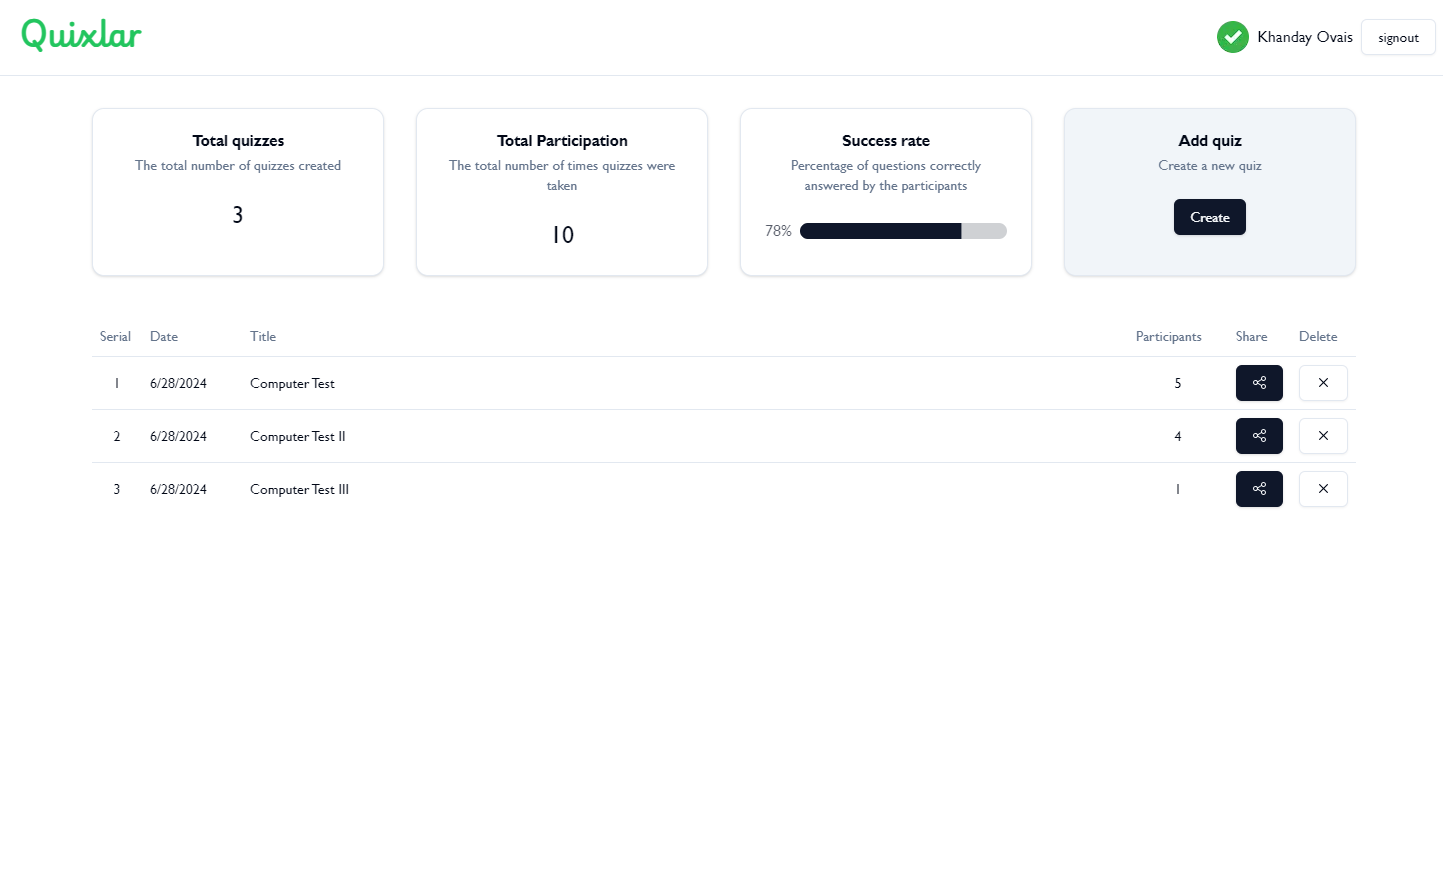 Quixlar
Khanday Ovais
signout
Total quizzes
The total number of quizzes created
3
Total Participation
The total number of times quizzes were
taken
10
Success rate
Percentage of questions correctly
answered by the participants
78%
Add quiz
Create a new quiz
Create
Serial Date Title Participants Share Delete
1 6/28/2024 Computer Test 5
2 6/28/2024 Computer Test II 4
3 6/28/2024 Computer Test III 1